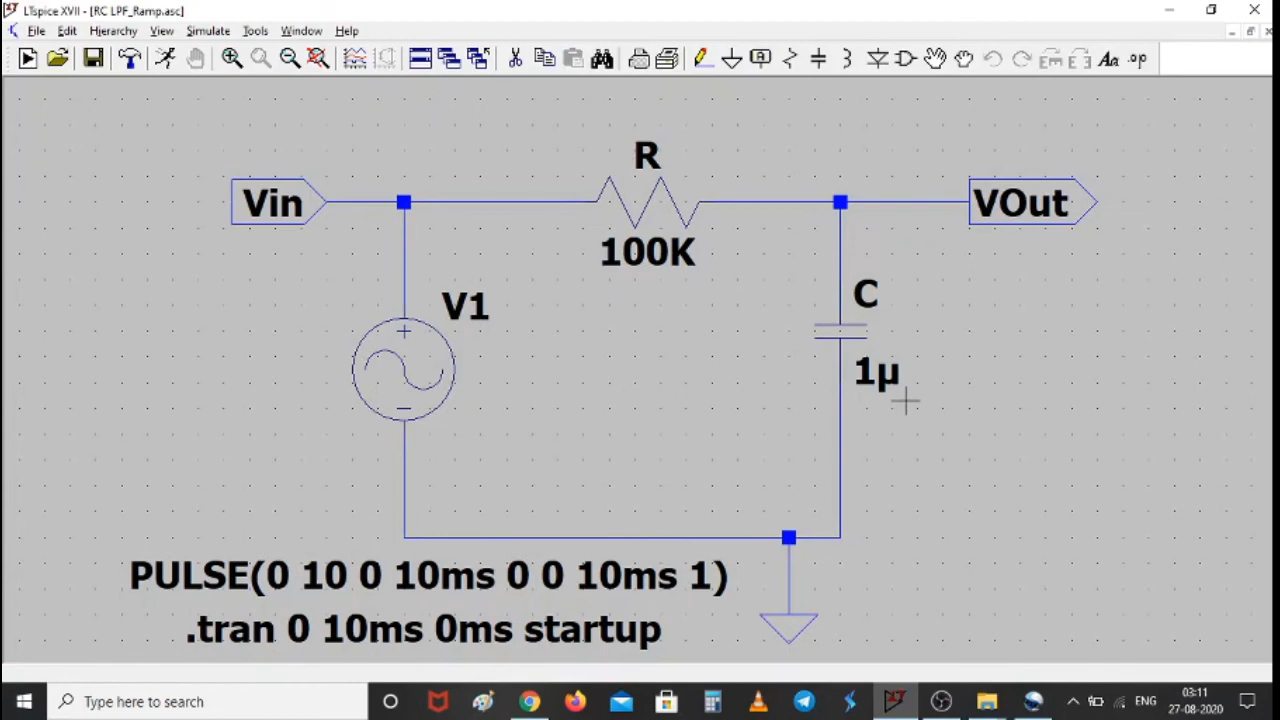 LTspice XVII - [RC LPF_Ramp.asc]
File Edit Hierarchy View Simulate Tools Window Help
Aa .op
R
Vin
VOut
100K
C
V1
1µ
PULSE(0 10 0 10ms 0 0 10ms 1)
.tran 0 10ms 0ms startup
Type here to search
ENG
03:11
27-08-2020